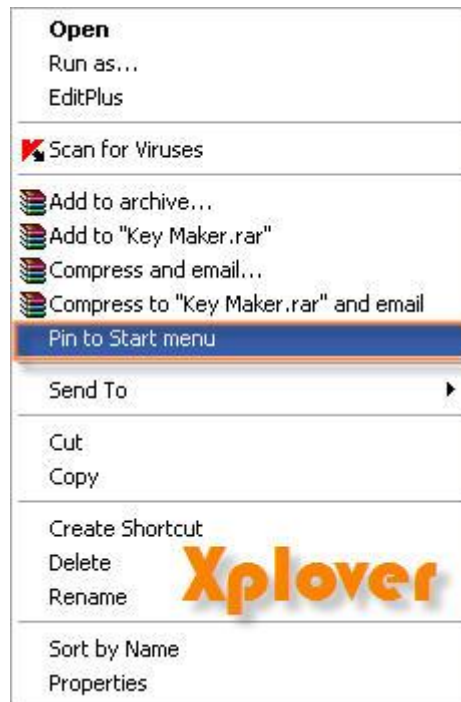 Open
Run as...
EditPlus
Scan for Viruses
Add to archive...
Add to "Key Maker.rar"
Compress and email...
Compress to "Key Maker.rar" and email
Pin to Start menu
Send To
Cut
Copy
Create Shortcut
Delete
Rename
Xplover
Sort by Name
Properties